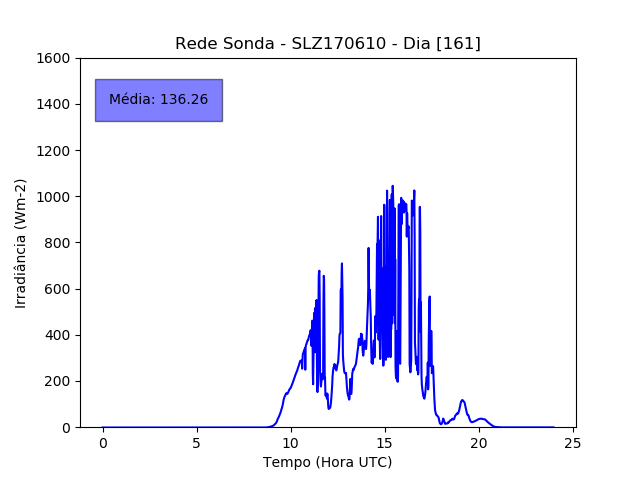 Rede Sonda - SLZ170610 - Dia [161]
1600
1400
1200
1000
800
600
400
200
0
Média: 136.26
Irradiância (Wm-2)
0 5 10 15 20 25
Tempo (Hora UTC)